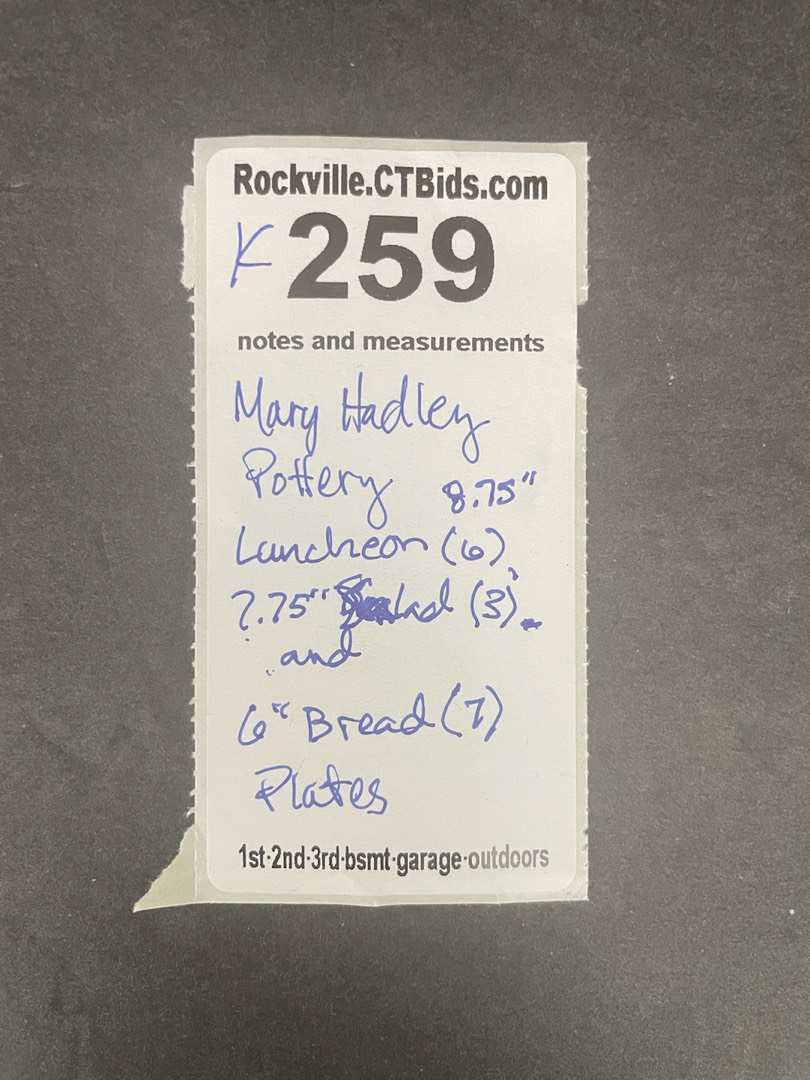 Rockville.CTBids.com
K 259
notes and measurements
Mary Hadley
Pottery 8.75"
Luncheon (6),
7.75" Salad (3)
and
6" Bread (7)
Plates
1st·2nd·3rd·bsmt·garage·outdoors